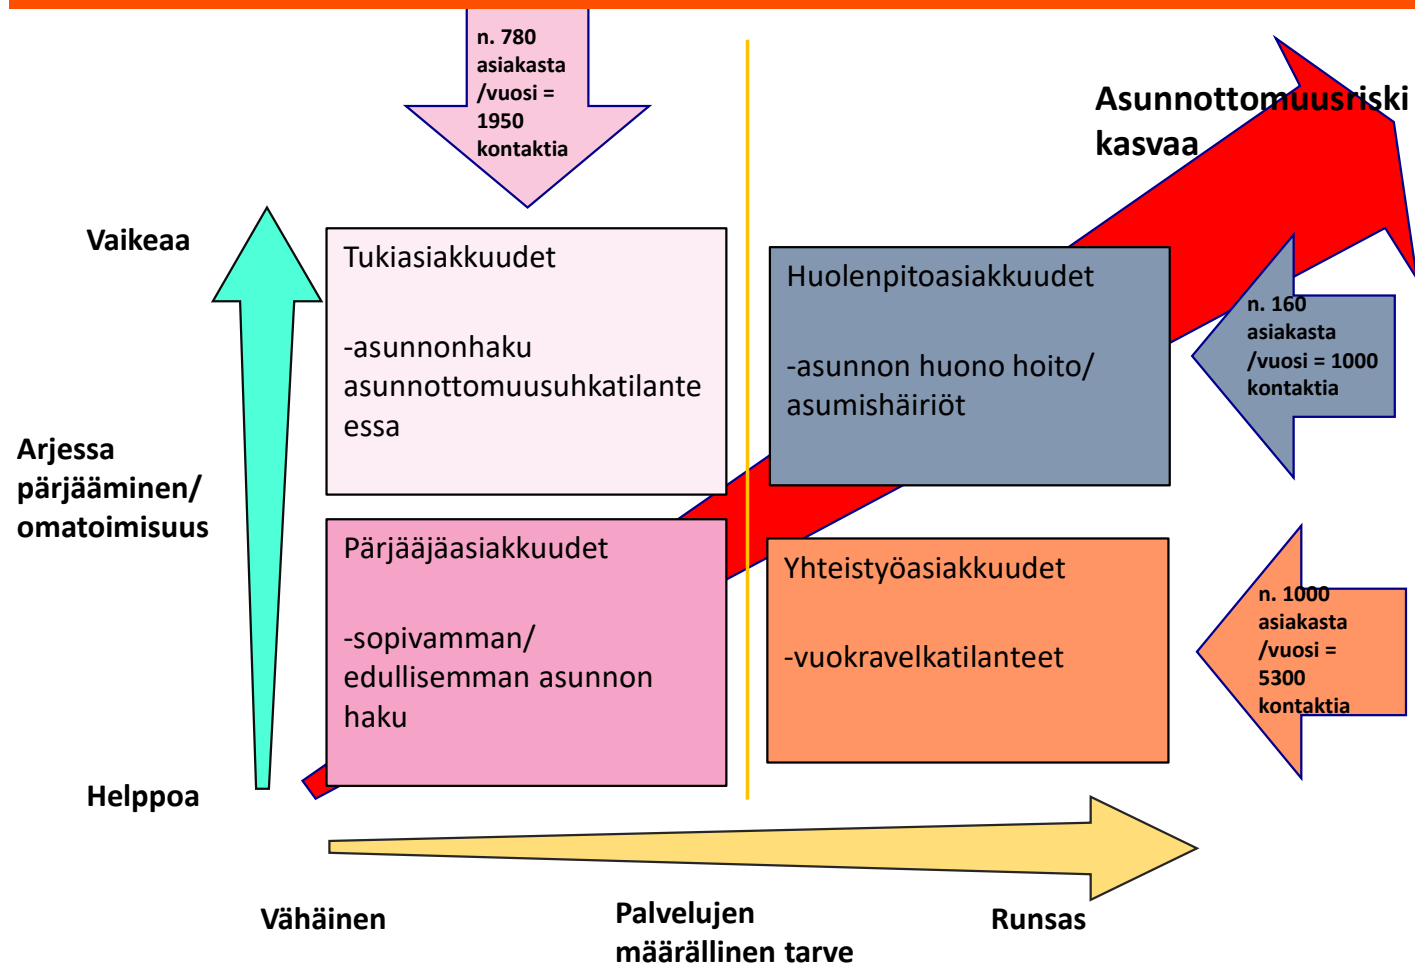 n. 780
asiakasta
/vuosi =
1950
kontaktia
Asunnottomuusriski
kasvaa
Vaikeaa
Tukiasiakkuudet
-asunnonhaku
asunnottomuusuhkatilante
essa
Huolenpitoasiakkuudet
-asunnon huono hoito/
asumishäiriöt
n. 160
asiakasta
/vuosi = 1000
kontaktia
Arjessa
pärjääminen/
omatoimisuus
Pärjääjäasiakkuudet
-sopivamman/
edullisemman asunnon
haku
Yhteistyöasiakkuudet
-vuokravelkatilanteet
n. 1000
asiakasta
/vuosi =
5300
kontaktia
Helppoa
Vähäinen
Palvelujen
määrällinen tarve
Runsas